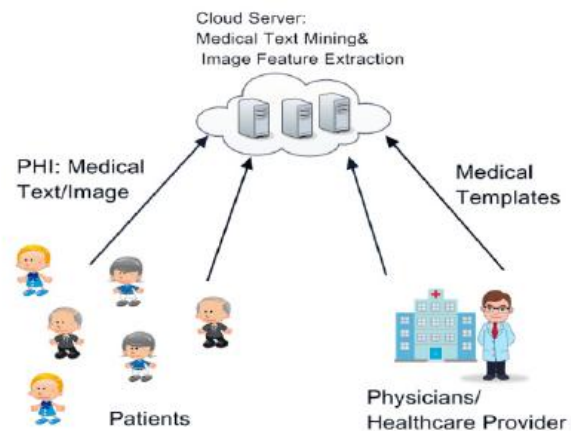 Cloud Server:
Medical Text Mining&
Image Feature Extraction
PHI: Medical
Text/Image
Medical
Templates
Patients
Physicians/
Healthcare Provider